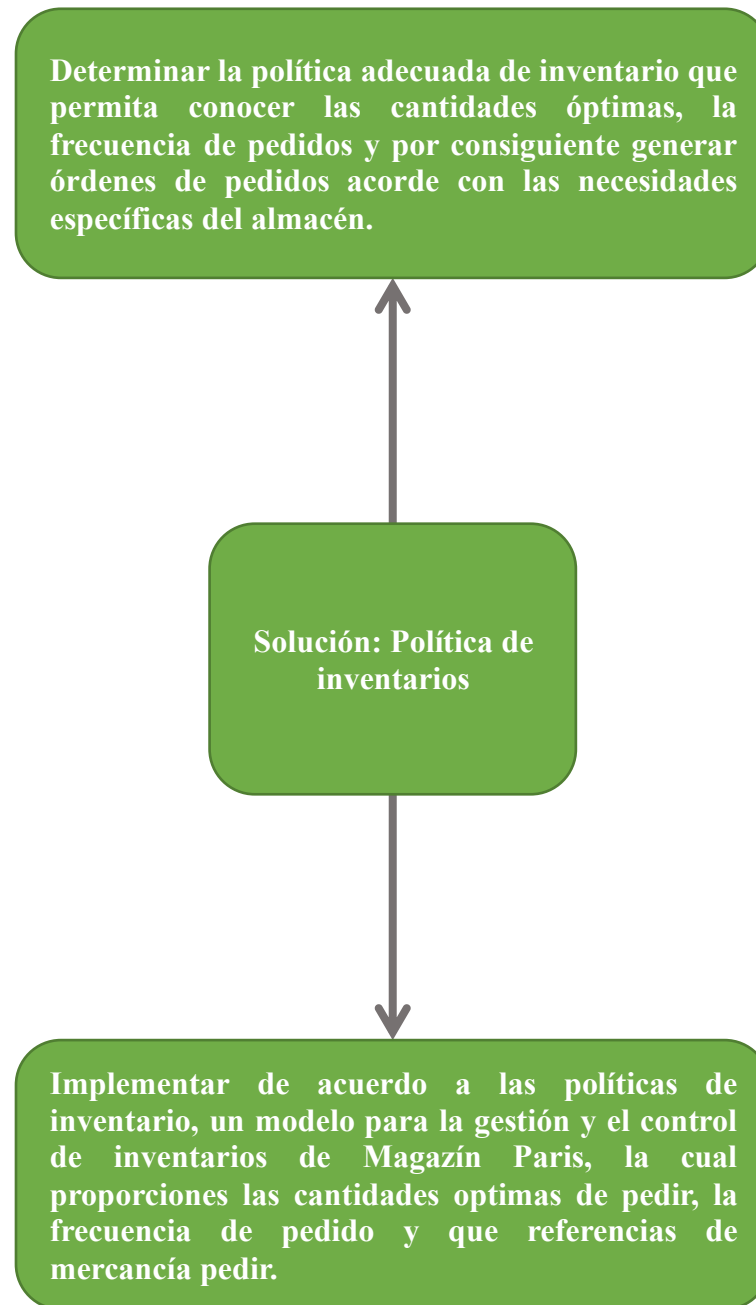 Determinar la política adecuada de inventario que
permita conocer las cantidades óptimas, la
frecuencia de pedidos y por consiguiente generar
órdenes de pedidos acorde con las necesidades
específicas del almacén.
Solución: Política de
inventarios
Implementar de acuerdo a las políticas de
inventario, un modelo para la gestión y el control
de inventarios de Magazín Paris, la cual
proporciones las cantidades optimas de pedir, la
frecuencia de pedido y que referencias de
mercancía pedir.